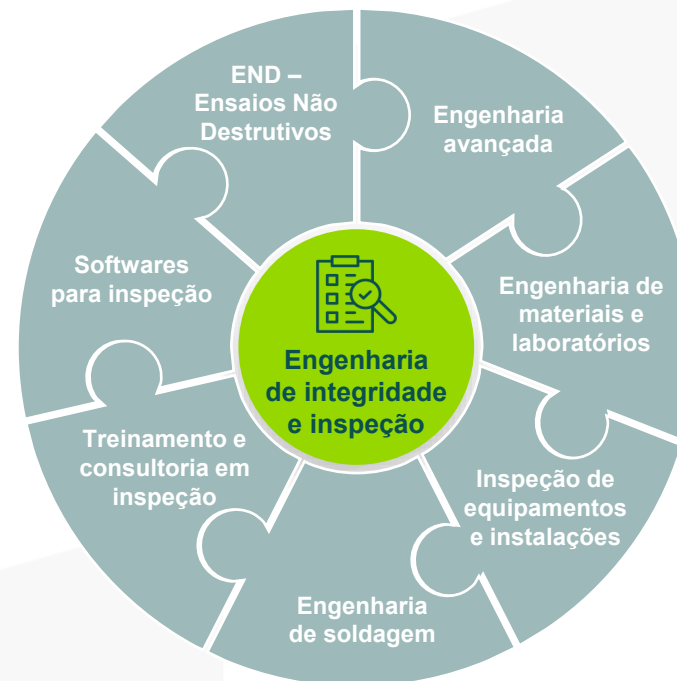 END –
Ensaios Não
Destrutivos
Engenharia
avançada
Engenharia de
materiais e
laboratórios
Inspeção de
equipamentos
e instalações
Engenharia
de soldagem
Treinamento e
consultoria em
inspeção
Softwares
para inspeção
Engenharia
de integridade
e inspeção